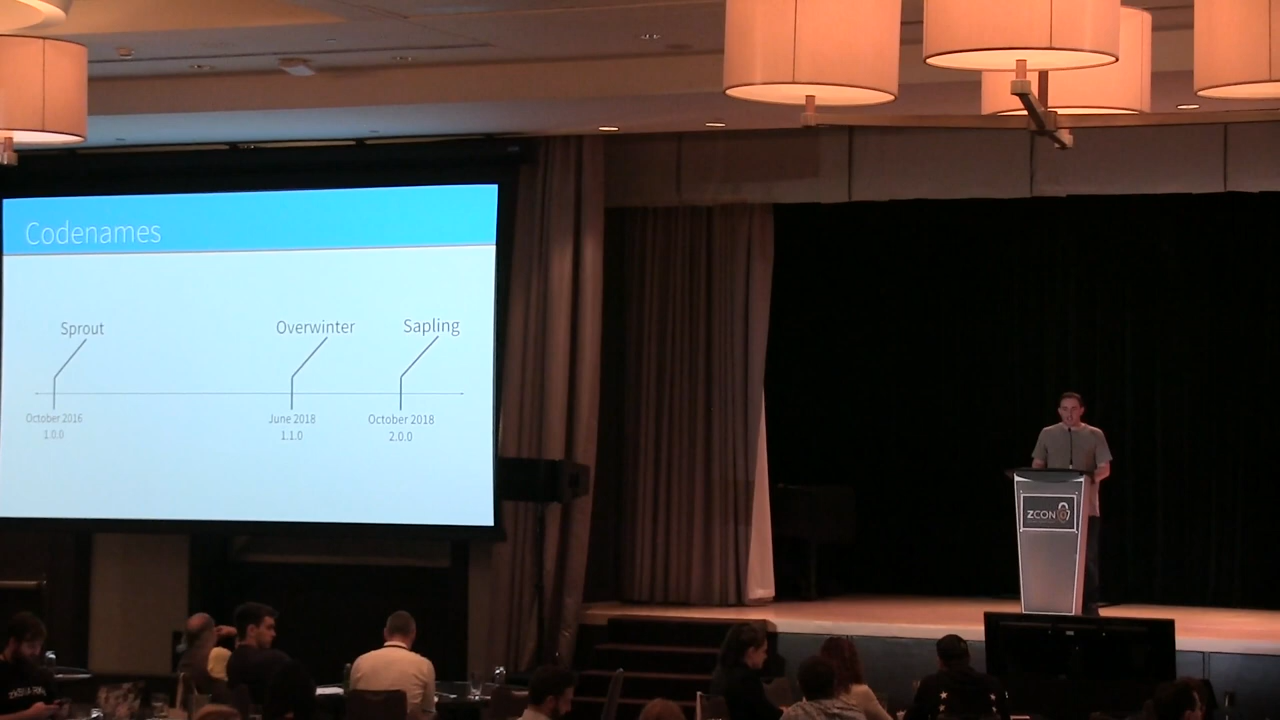 Codenames
Sprout
Overwinter
Sapling
October 2016
1.0.0
June 2018
1.1.0
October 2018
2.0.0
ZCON